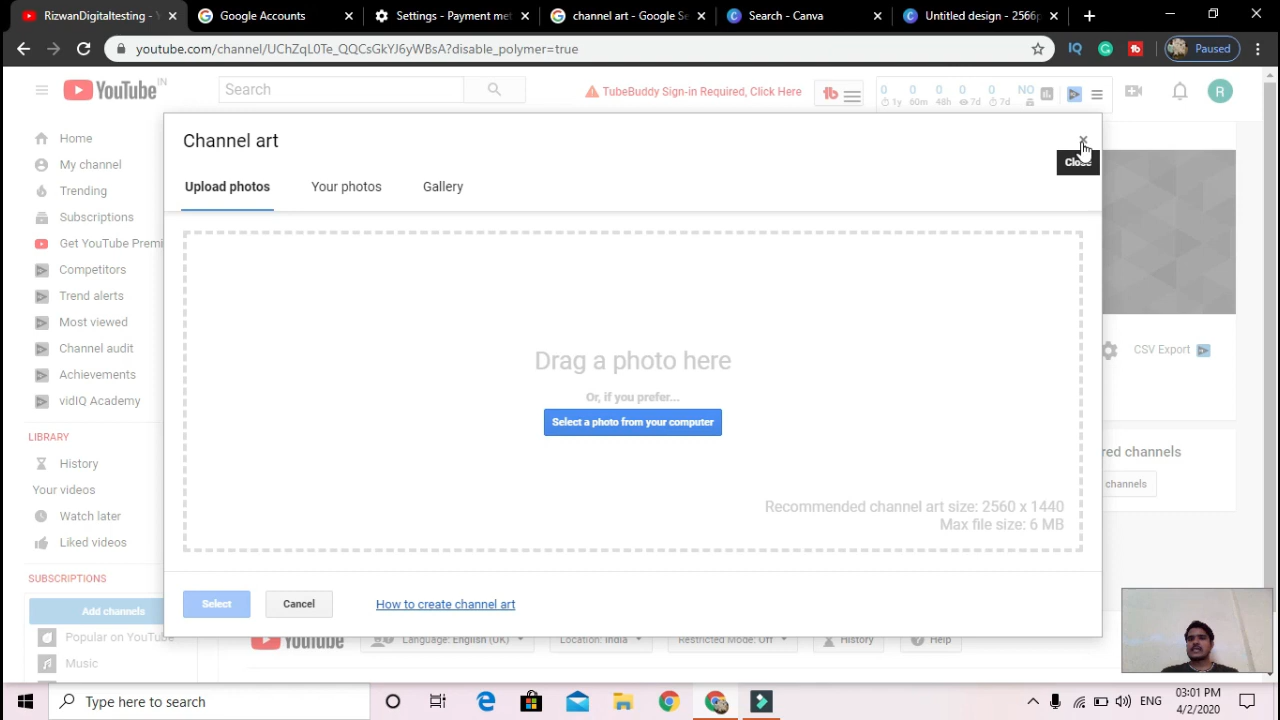 Google Accounts
Settings - Payment met
channel art - Google Se
Search - Canva
Untitled design - 2566p
youtube.com/channel/UChZqL0Te_QQCsGkYJ6yWBsA?disable_polymer=true
IQ
Paused
YouTube IN
Search
TubeBuddy Sign-in Required, Click Here
tb
0 0 0 0 0 NO
1y 60m 48h 7d 7d
R
Channel art
Close
Upload photos
Your photos
Gallery
Home
My channel
Trending
Subscriptions
Get YouTube Premi
Competitors
Trend alerts
Most viewed
Channel audit
Achievements
vidIQ Academy
Drag a photo here
Or, if you prefer...
Select a photo from your computer
Recommended channel art size: 2560 x 1440
Max file size: 6 MB
CSV Export
red channels
channels
LIBRARY
History
Your videos
Watch later
Liked videos
SUBSCRIPTIONS
Add channels
Popular on YouTube
Music
Select
Cancel
How to create channel art
YouTube
Language: English (UK)
Location: India
Restricted Mode: Off
History
Help
Type here to search
ENG
03:01 PM
4/2/2020